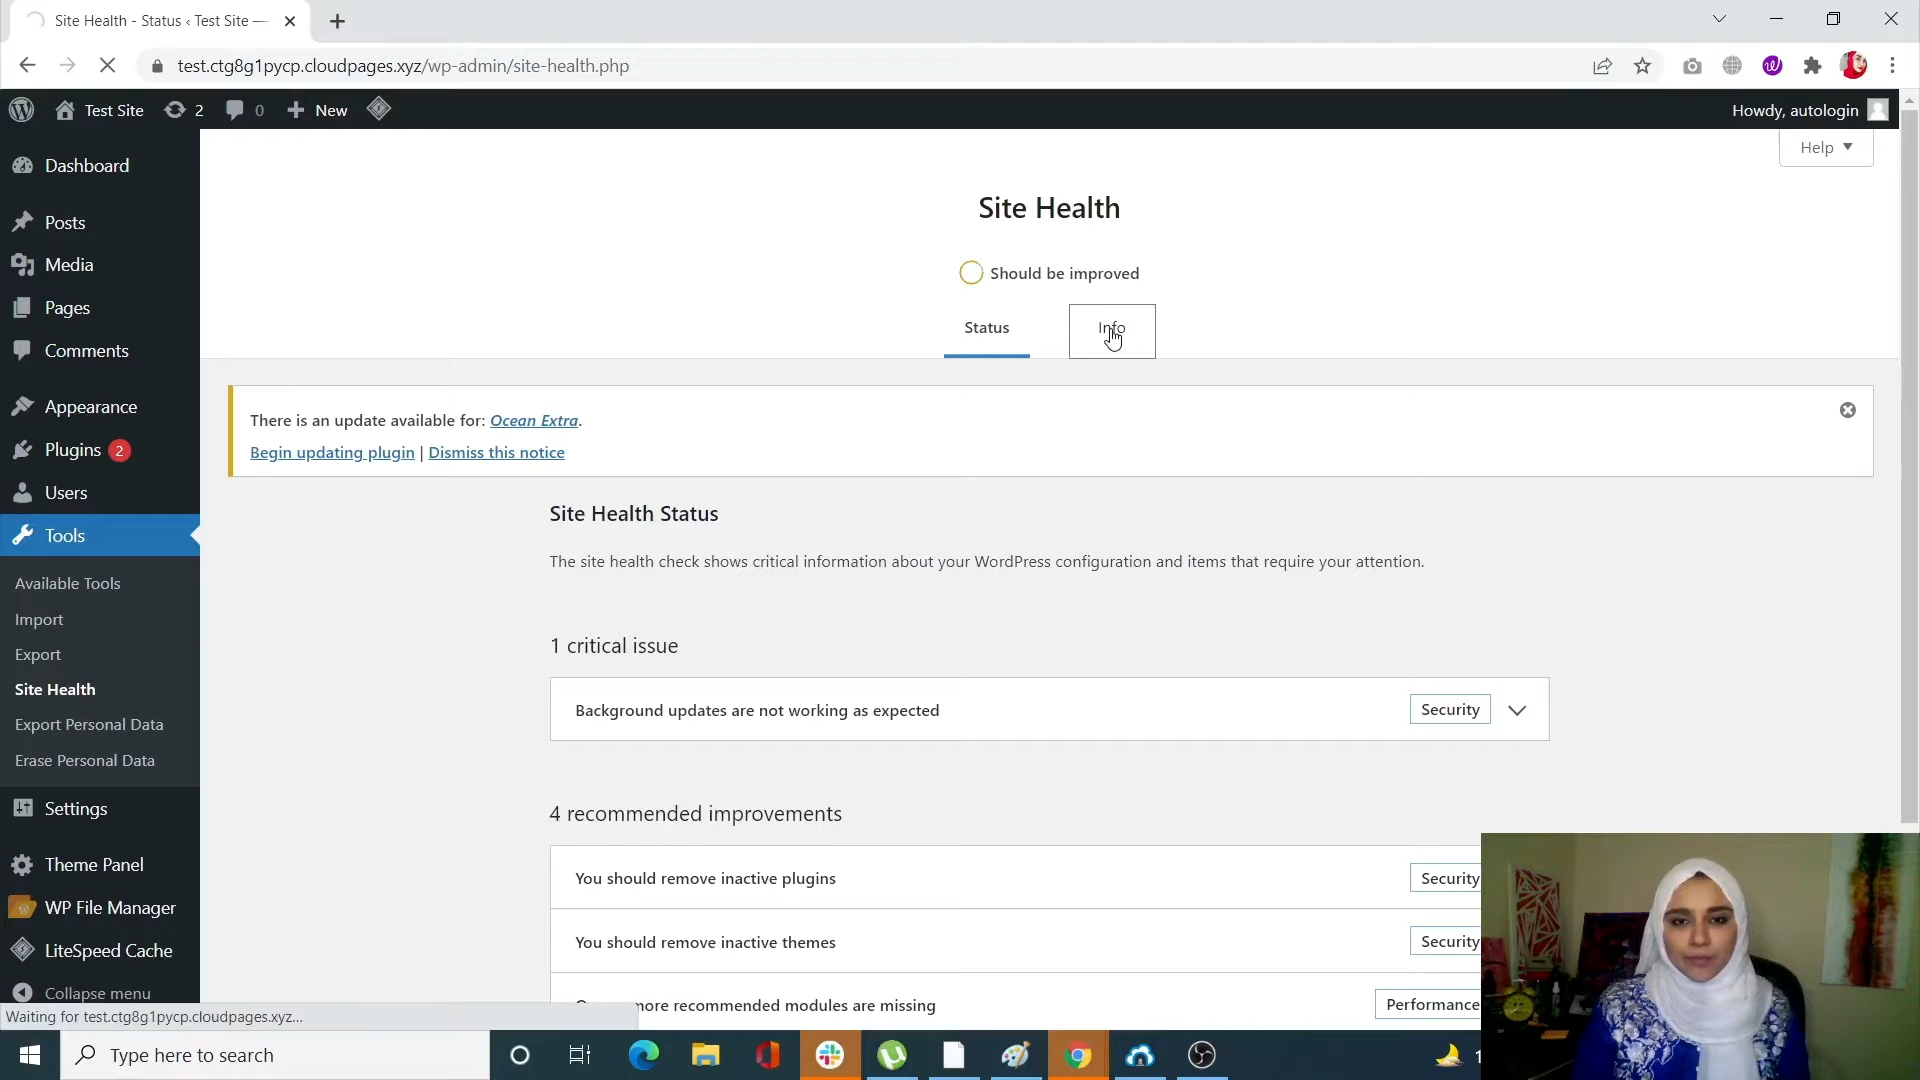 Site Health - Status ‹ Test Site —
test.ctg8g1pycp.cloudpages.xyz/wp-admin/site-health.php
Test Site 2 0 New
Howdy, autologin
Help
Dashboard
Posts
Media
Pages
Comments
Appearance
Plugins 2
Users
Tools
Available Tools
Import
Export
Site Health
Export Personal Data
Erase Personal Data
Settings
Theme Panel
WP File Manager
LiteSpeed Cache
Collapse menu
Site Health
Should be improved
Status
Info
There is an update available for: Ocean Extra.
Begin updating plugin | Dismiss this notice
Site Health Status
The site health check shows critical information about your WordPress configuration and items that require your attention.
1 critical issue
Background updates are not working as expected Security
4 recommended improvements
You should remove inactive plugins Security
You should remove inactive themes Security
more recommended modules are missing Performance
Waiting for test.ctg8g1pycp.cloudpages.xyz...
Type here to search